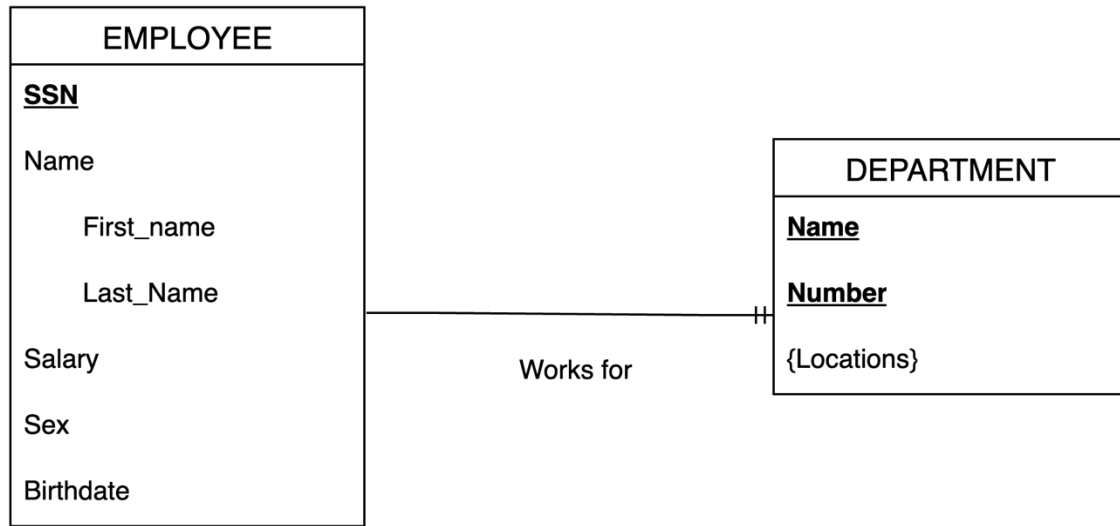 EMPLOYEE
SSN
Name
First_name
Last_Name
Salary
Sex
Birthdate
Works for
DEPARTMENT
Name
Number
{Locations}